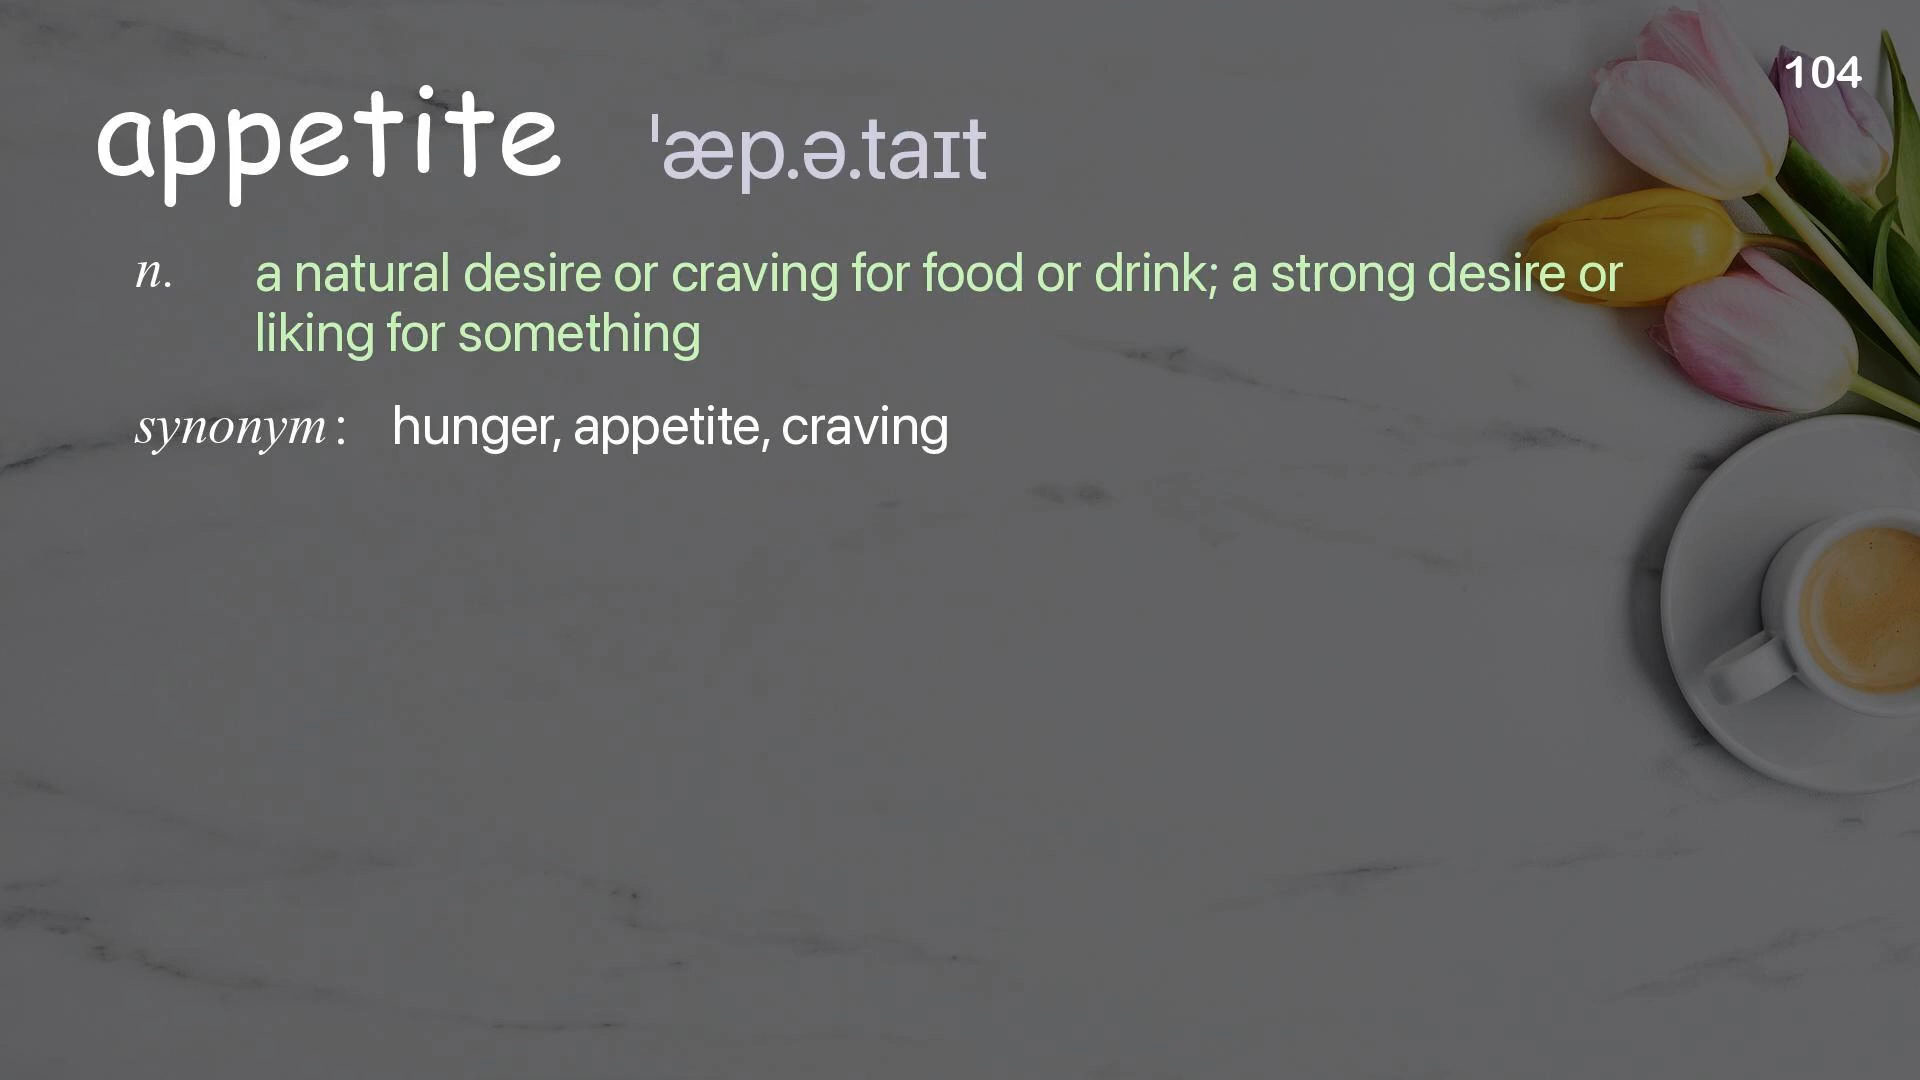 104
appetite ˈæp.ə.taɪt
n. a natural desire or craving for food or drink; a strong desire or
liking for something
synonym: hunger, appetite, craving